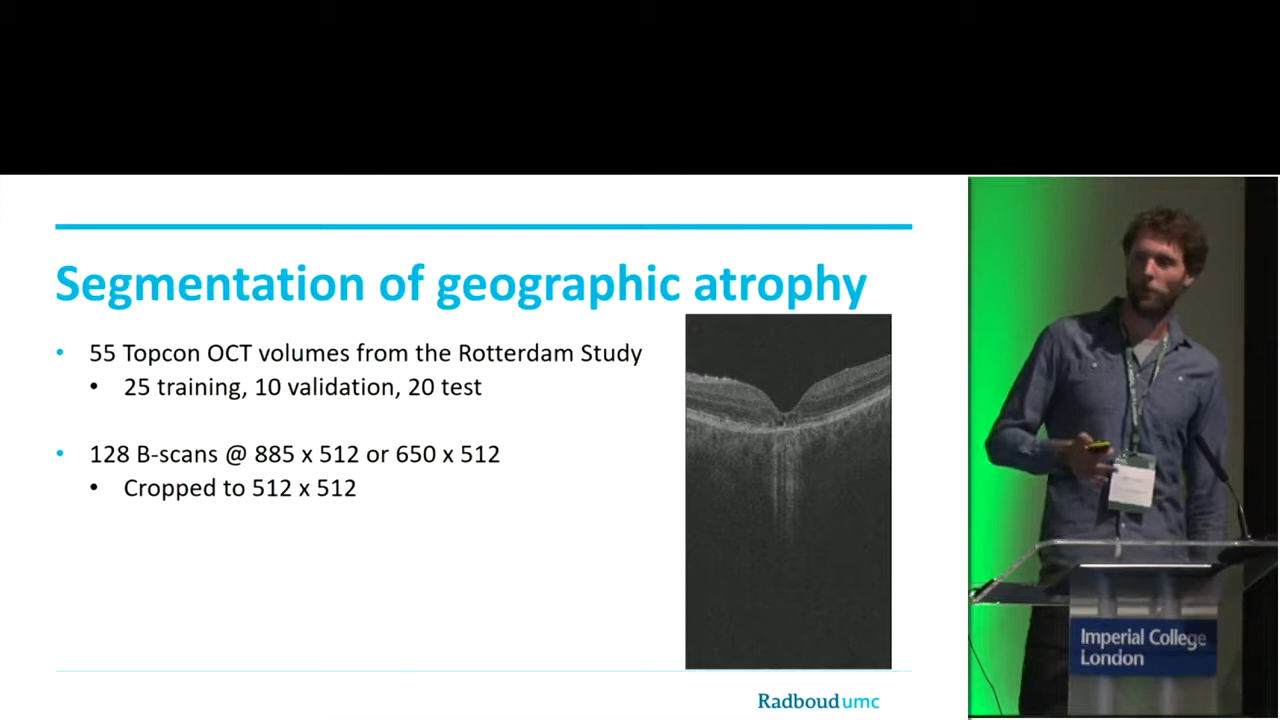 Segmentation of geographic atrophy
• 55 Topcon OCT volumes from the Rotterdam Study
• 25 training, 10 validation, 20 test
• 128 B-scans @ 885 x 512 or 650 x 512
• Cropped to 512 x 512
Radboudumc
Imperial College
London